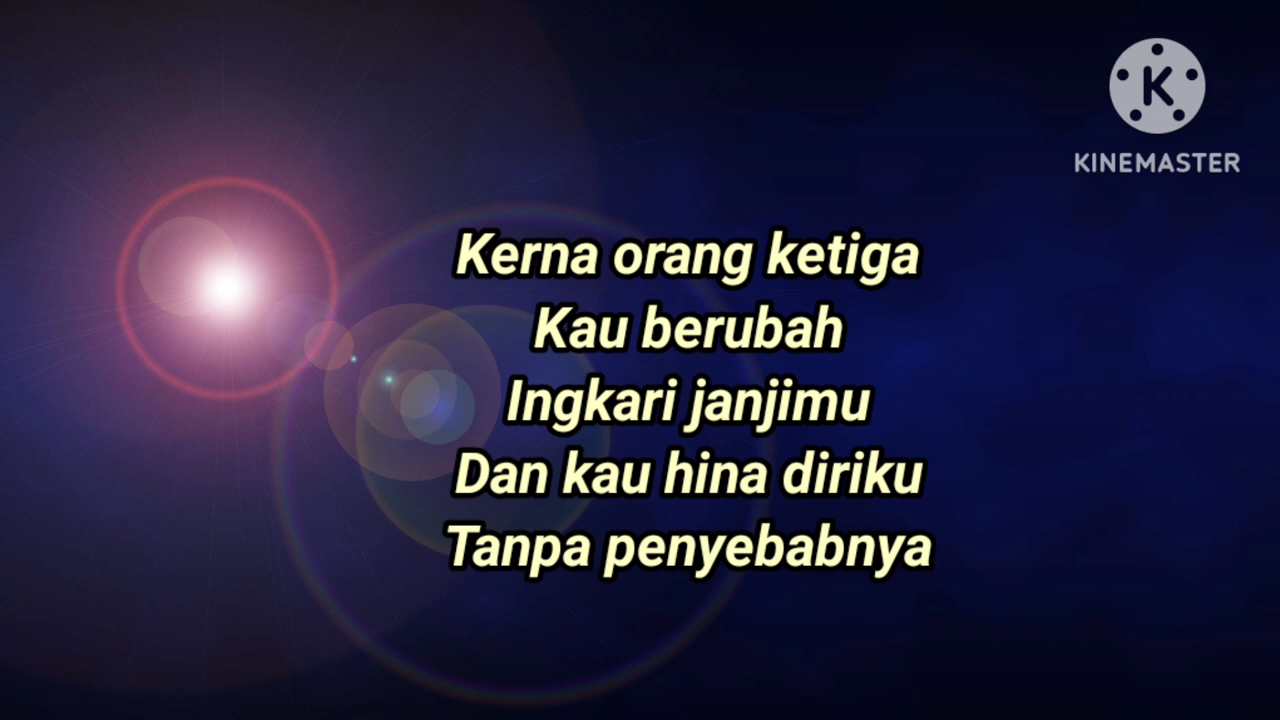 K
KINEMASTER
Kerna orang ketiga
Kau berubah
Ingkari janjimu
Dan kau hina diriku
Tanpa penyebabnya